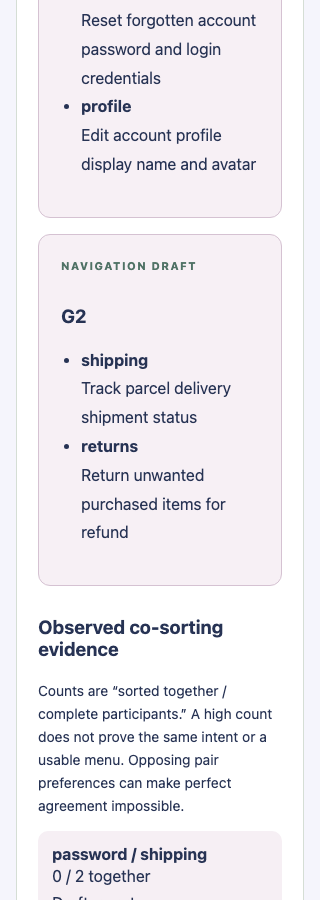 Reset forgotten account
password and login
credentials
• profile
Edit account profile
display name and avatar
NAVIGATION DRAFT
G2
• shipping
Track parcel delivery
shipment status
• returns
Return unwanted
purchased items for
refund
Observed co-sorting
evidence
Counts are “sorted together /
complete participants.” A high count
does not prove the same intent or a
usable menu. Opposing pair
preferences can make perfect
agreement impossible.
password / shipping
0 / 2 together